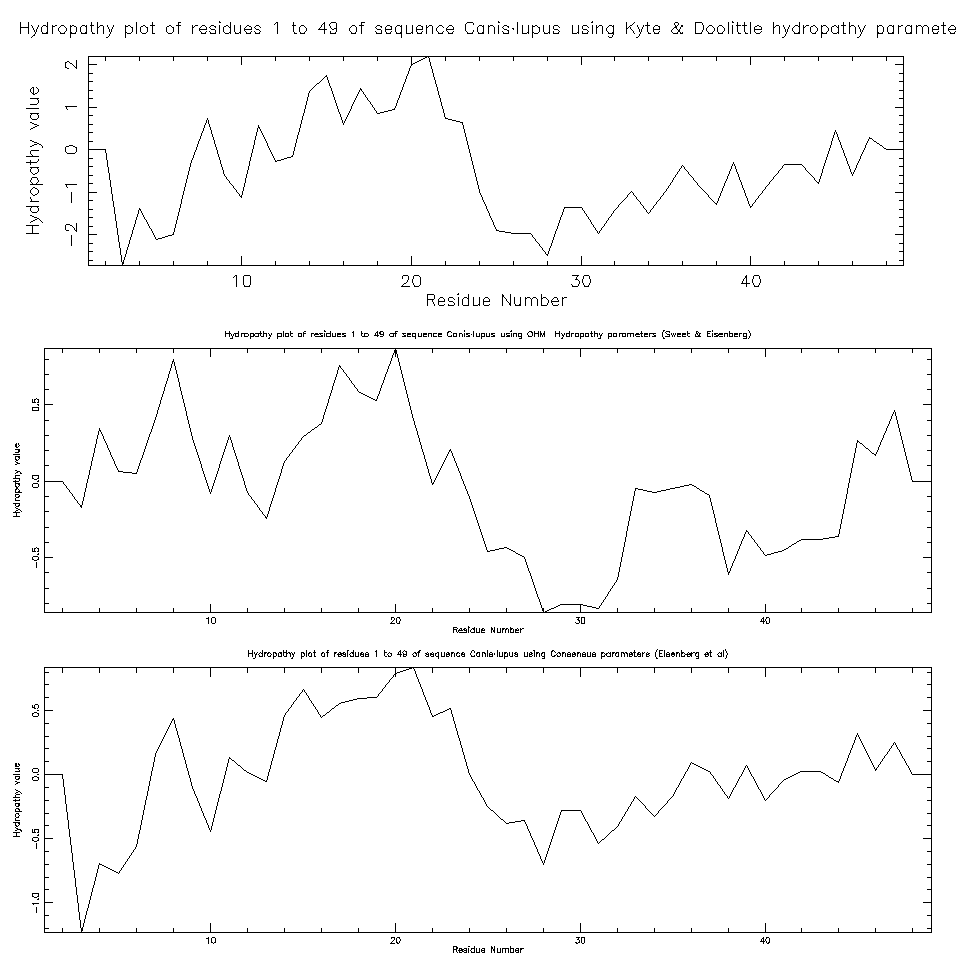 Hydropathy plot of residues 1 to 49 of sequence Canis-lupus using Kyte & Doolittle hydropathy paramete
2
1
0
-1
-2
Hydropathy value
10 20 30 40
Residue Number
Hydropathy plot of residues 1 to 49 of sequence Canis-lupus using OHM Hydropathy parameters (Sweet & Eisenberg)
0.5
0.0
-0.5
Hydropathy value
10 20 30 40
Residue Number
Hydropathy plot of residues 1 to 49 of sequence Canis-lupus using Consensus parameters (Eisenberg et al)
0.5
0.0
-0.5
-1.0
Hydropathy value
10 20 30 40
Residue Number